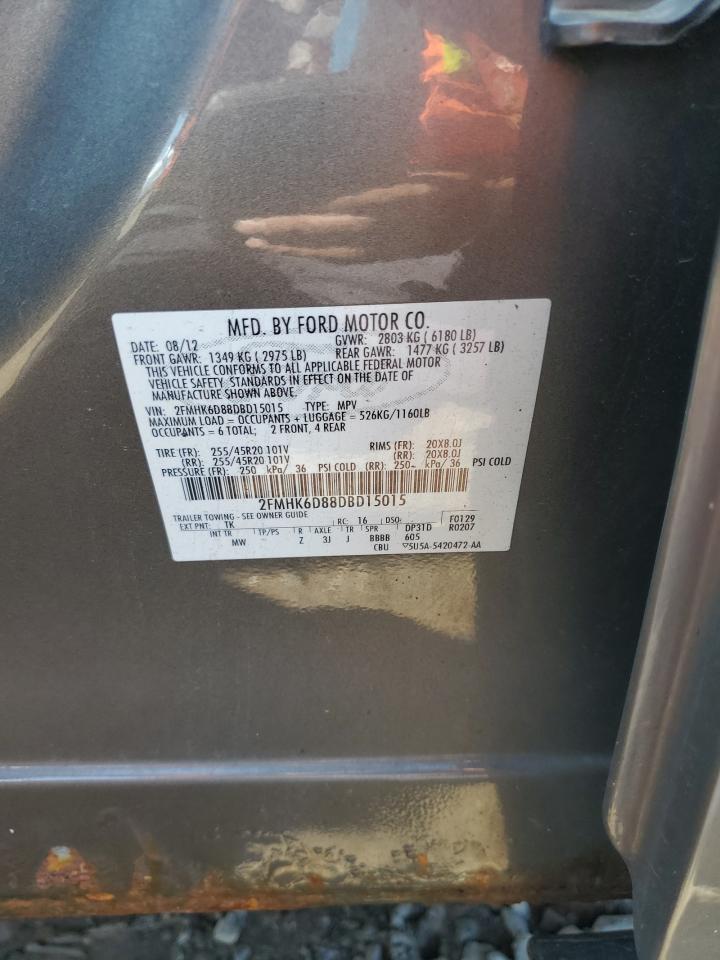 MFD. BY FORD MOTOR CO.
DATE: 08/12 GVWR: 2803 KG ( 6180 LB)
FRONT GAWR: 1349 KG ( 2975 LB) REAR GAWR: 1477 KG ( 3257 LB)
THIS VEHICLE CONFORMS TO ALL APPLICABLE FEDERAL MOTOR
VEHICLE SAFETY STANDARDS IN EFFECT ON THE DATE OF
MANUFACTURE SHOWN ABOVE.
VIN: 2FMHK6D88DBD15015 TYPE: MPV
MAXIMUM LOAD = OCCUPANTS + LUGGAGE = 526KG/1160LB
OCCUPANTS = 6 TOTAL; 2 FRONT, 4 REAR
TIRE (FR): 255/45R20 101V RIMS (FR): 20X8.0J
(RR): 255/45R20 101V (RR): 20X8.0J
PRESSURE (FR): 250 kPa/ 36 PSI COLD (RR): 250 kPa/ 36 PSI COLD
2FMHK6D88DBD15015
TRAILER TOWING - SEE OWNER GUIDE F0129
EXT PNT: TK RC: 16 DSO: DP31D R0207
INT TR TP/PS R AXLE TR SPR 605
MW Z 3J J BBBB
CBU ▽5U5A-5420472-AA